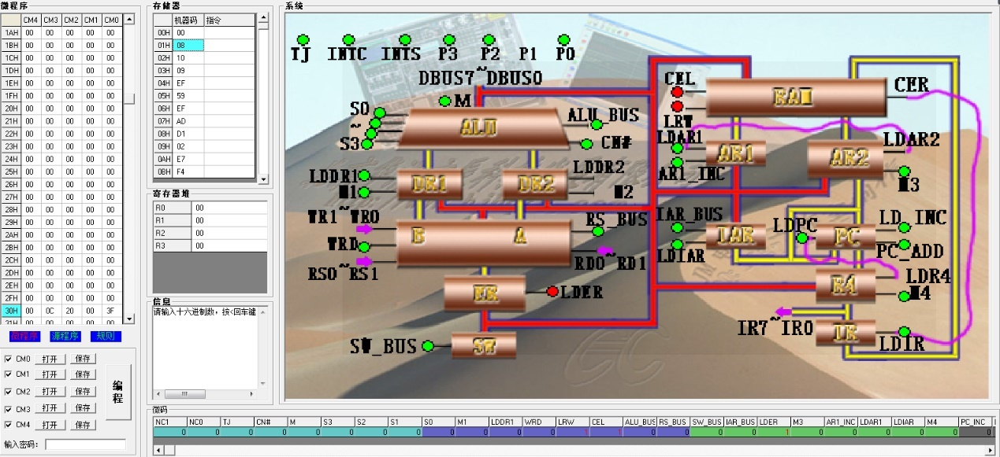 微程序
CM4 CM3 CM2 CM1 CM0
1AH 00 00 00 00 00
1BH 00 00 00 00 00
1CH 00 00 00 00 00
1DH 00 00 00 00 00
1EH 00 00 00 00 00
1FH 00 00 00 00 00
20H 00 00 00 00 00
21H 00 00 00 00 00
22H 00 00 00 00 00
23H 00 00 00 00 00
24H 00 00 00 00 00
25H 00 00 00 00 00
26H 00 00 00 00 00
27H 00 00 00 00 00
28H 00 00 00 00 00
29H 00 00 00 00 00
2AH 00 00 00 00 00
2BH 00 00 00 00 00
2CH 00 00 00 00 00
2DH 00 00 00 00 00
2EH 00 00 00 00 00
2FH 00 00 00 00 00
30H 00 0C 20 00 3F
微程序 源程序 规则
CM0 打开 保存
CM1 打开 保存
CM2 打开 保存
CM3 打开 保存
CM4 打开 保存
编程
输入密码:
存储器
机器码 指令
00H 00
01H 08
02H 10
03H 09
04H EF
05H 59
06H EF
07H AD
08H D1
09H 02
0AH E7
0BH F4
寄存器堆
R0 00
R1 00
R2 00
R3 00
信息
请输入十六进制数，按<回车键
系统
TJ INTC INTS P3 P2 P1 P0
DBUS7~DBUS0
CEL
CER
RAM
M
S0
~
S3
ALU
ALU_BUS
CN#
LRW
LDAR1
AR1
AR1_INC
AR2
LDAR2
M3
LDDR1
M1
DR1
DR2
LDDR2
M2
WR1~WR0
WRD
RS0~RS1
B A
RS_BUS
RD0~RD1
IAR_BUS
LDIAR
IAR
LDPC
PC
LD_INC
PC_ADD
ER
LDER
R4
LDR4
M4
IR7~IR0
IR
LDIR
SW_BUS
SW
微码
NC1 NC0 TJ CN# M S3 S2 S1 S0 M1 LDDR1 WRD LRW CEL ALU_BUS RS_BUS SW_BUS IAR_BUS LDER M3 AR1_INC LDAR1 LDIAR M4 PC_INC
0 0 0 0 0 0 0 0 0 0 0 0 1 1 0 0 0 0 1 0 0 0 0 0 0